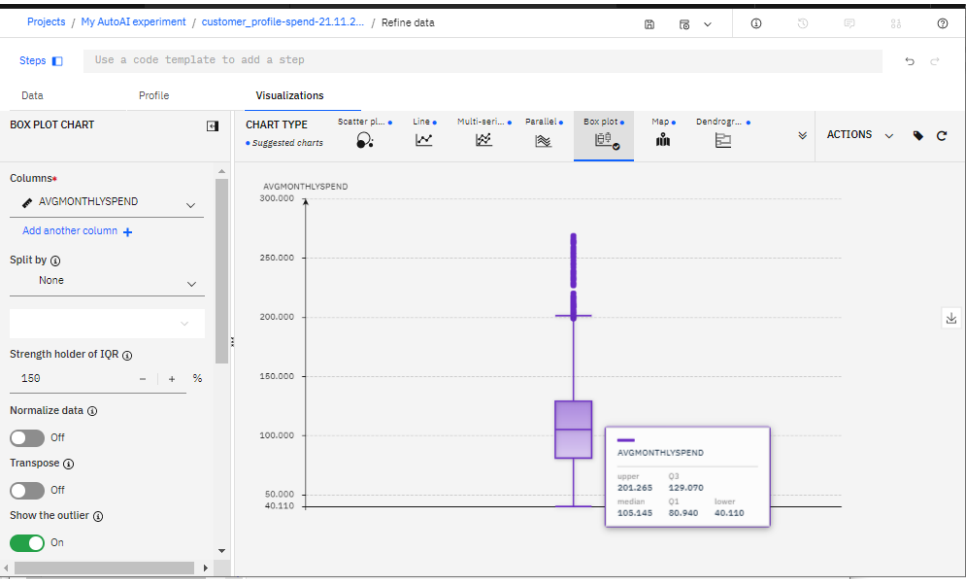 Projects / My AutoAI experiment / customer_profile-spend-21.11.2... / Refine data
Steps Use a code template to add a step
Data Profile Visualizations
BOX PLOT CHART
CHART TYPE
• Suggested charts
Scatter pl... • Line • Multi-seri... • Parallel • Box plot • Map • Dendrogr... •
ACTIONS
Columns*
AVGMONTHLYSPEND
Add another column +
Split by
None
Strength holder of IQR
150 - + %
Normalize data
Off
Transpose
Off
Show the outlier
On
AVGMONTHLYSPEND
300.000
250.000
200.000
150.000
100.000
50.000
40.110
AVGMONTHLYSPEND
upper Q3
201.265 129.070
median Q1 lower
105.145 80.940 40.110